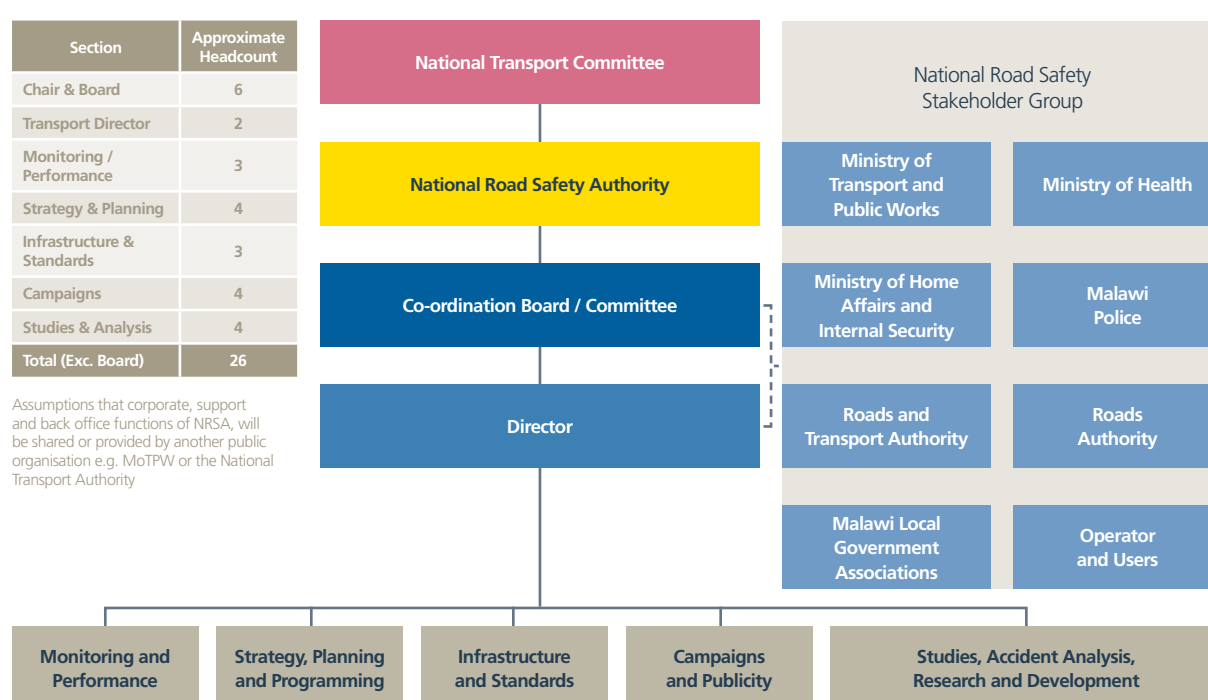 Section
Approximate
Headcount
Chair & Board 6
Transport Director 2
Monitoring /
Performance
3
Strategy & Planning 4
Infrastructure &
Standards
3
Campaigns 4
Studies & Analysis 4
Total (Exc. Board) 26
Assumptions that corporate, support
and back office functions of NRSA, will
be shared or provided by another public
organisation e.g. MoTPW or the National
Transport Authority
National Transport Committee
National Road Safety Authority
Co-ordination Board / Committee
Director
National Road Safety
Stakeholder Group
Ministry of
Transport and
Public Works
Ministry of Health
Ministry of Home
Affairs and
Internal Security
Malawi
Police
Roads and
Transport Authority
Roads
Authority
Malawi Local
Government
Associations
Operator
and Users
Monitoring and
Performance
Strategy, Planning
and Programming
Infrastructure
and Standards
Campaigns
and Publicity
Studies, Accident Analysis,
Research and Development